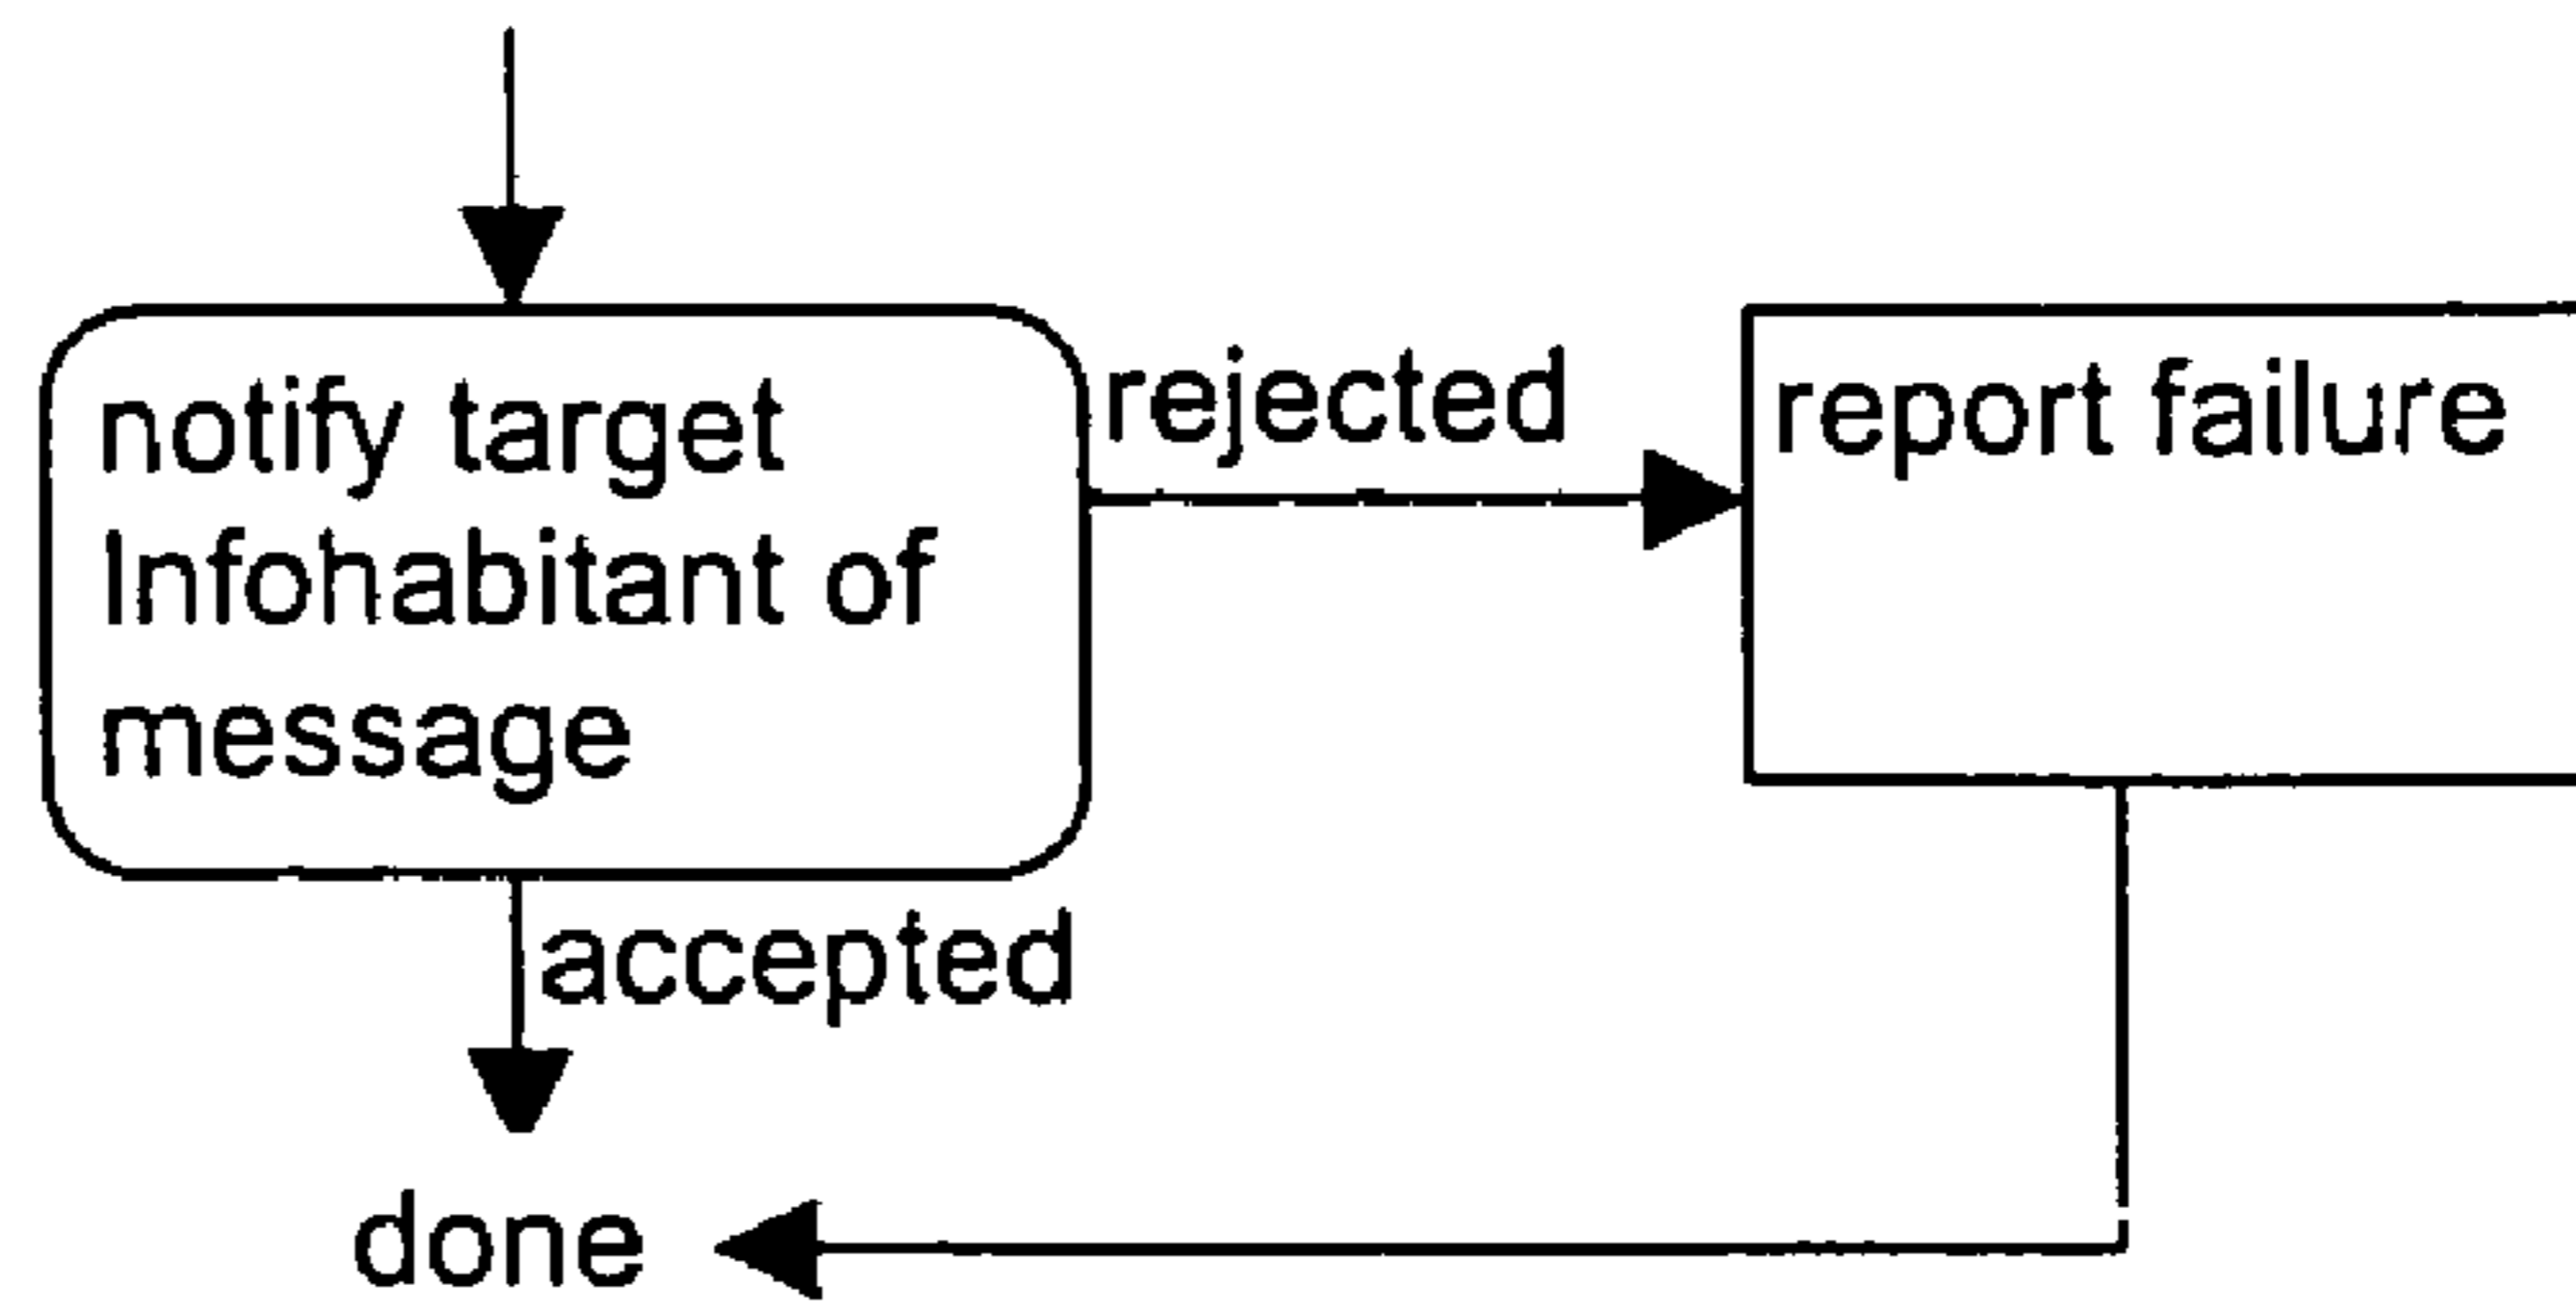 notify target
Infohabitant of
message
rejected
report failure
accepted
done